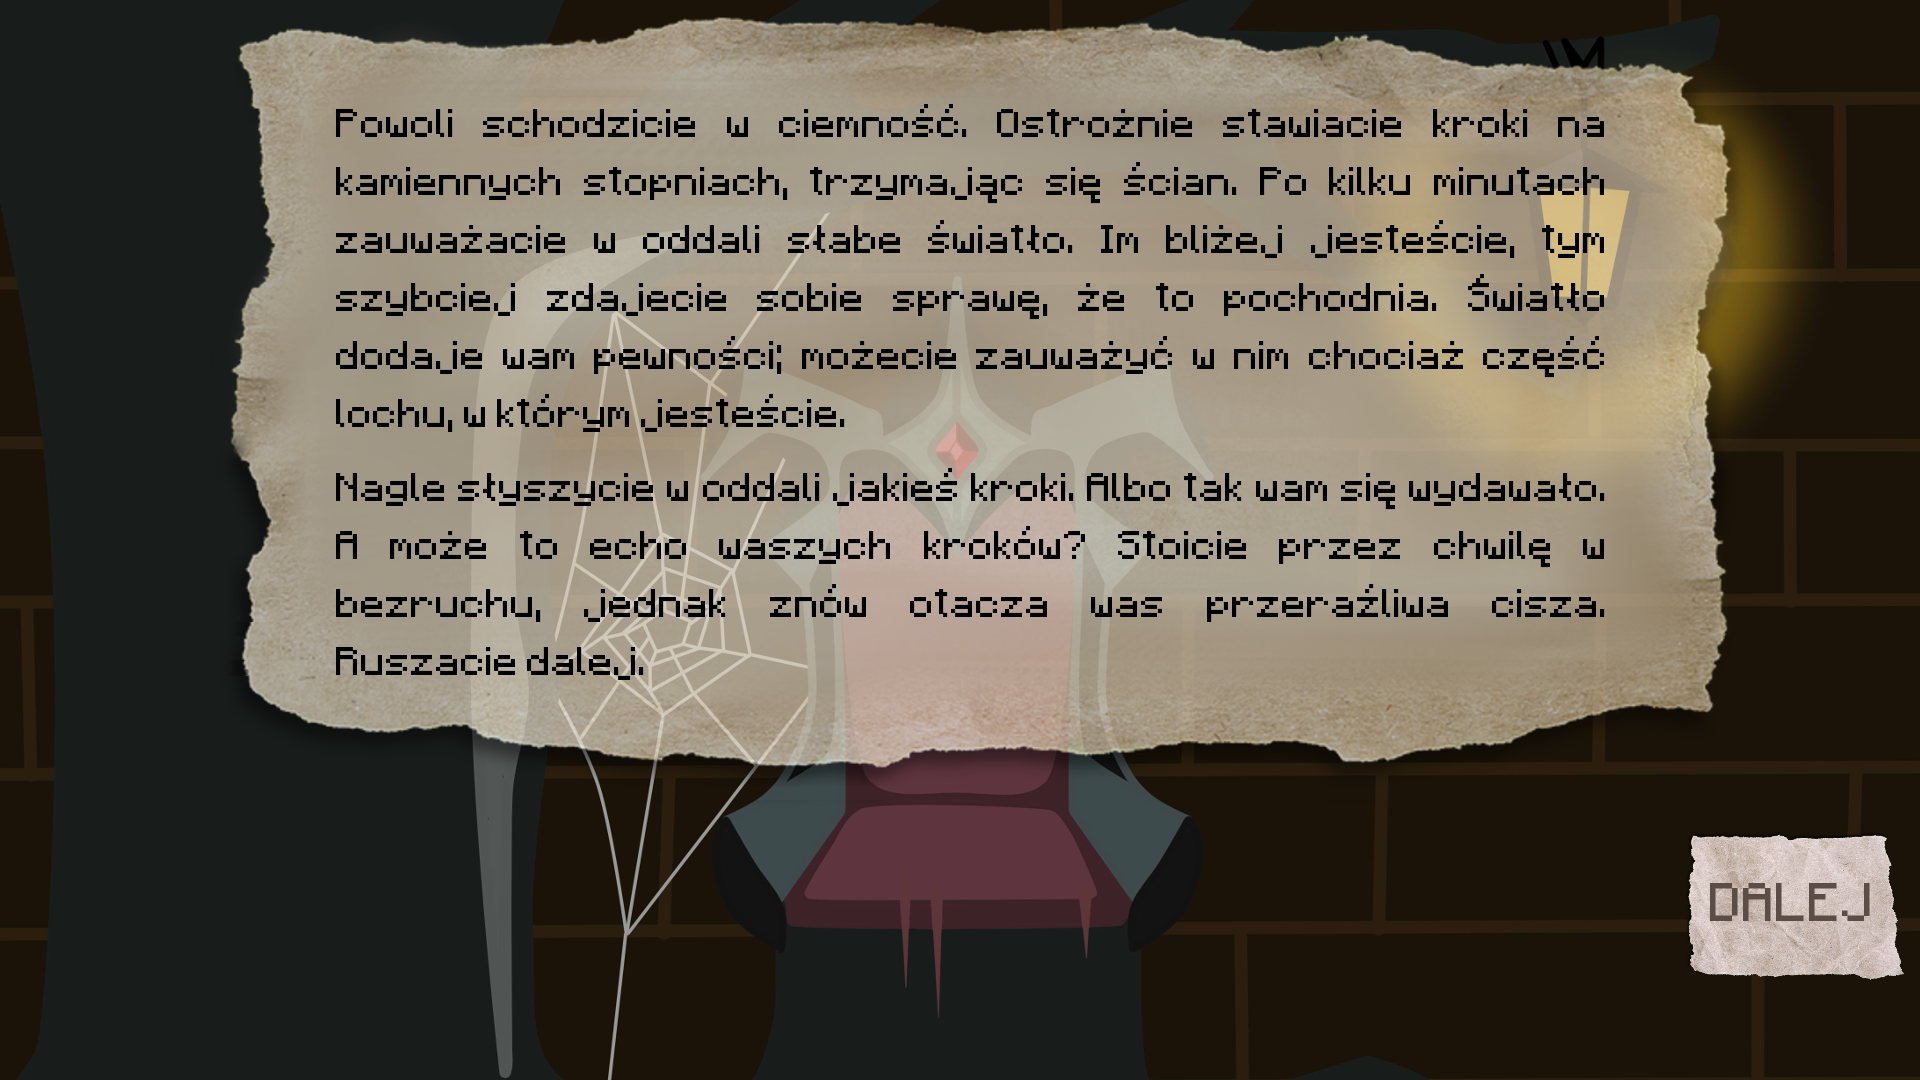 Powoli schodzicie w ciemność. Ostrożnie stawiacie kroki na
kamiennych stopniach, trzymając się ścian. Po kilku minutach
zauważacie w oddali słabe światło. Im bliżej jesteście, tym
szybciej zdajecie sobie sprawę, że to pochodnia. Światło
dodaje wam pewności; możecie zauważyć w nim chociaż część
lochu, w którym jesteście.
Nagle słyszycie w oddali jakieś kroki. Albo tak wam się wydawało.
A może to echo waszych kroków? Stoicie przez chwilę w
bezruchu, jednak znów otacza was przeraźliwa cisza.
Ruszacie dalej.
DALEJ